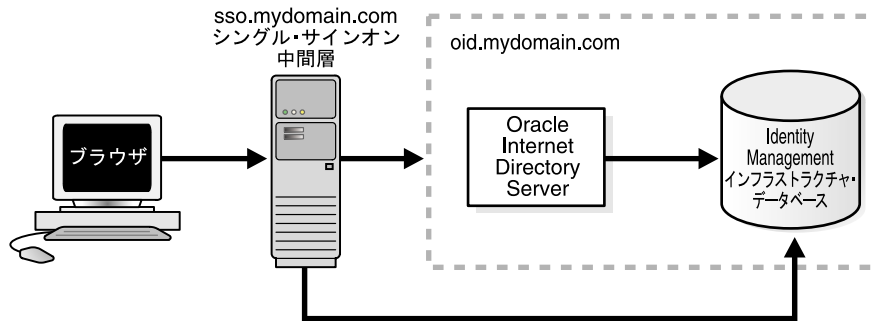 sso.mydomain.com
シングル・サインオン
中間層
oid.mydomain.com
ブラウザ
Oracle
Internet
Directory
Server
Identity
Management
インフラストラクチャ・
データベース